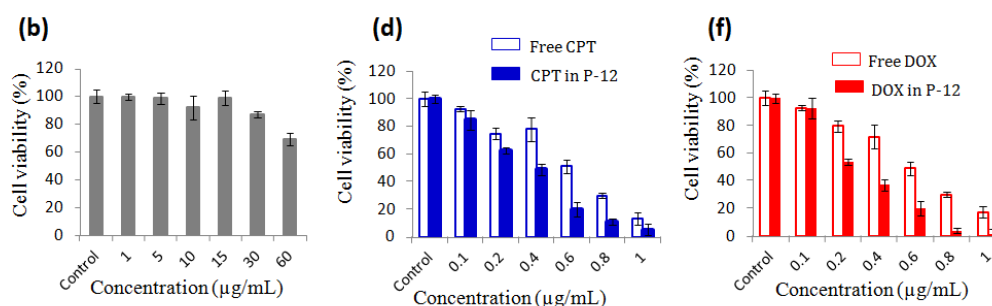 (b)
Cell viability (%)
120
100
80
60
40
20
0
Control 1 5 10 15 30 60
Concentration (µg/mL)
(d)
Free CPT
CPT in P-12
Cell viability (%)
120
100
80
60
40
20
0
Control 0.1 0.2 0.4 0.6 0.8 1
Concentration (µg/mL)
(f)
Free DOX
DOX in P-12
Cell viability (%)
120
100
80
60
40
20
0
Control 0.1 0.2 0.4 0.6 0.8 1
Concentration (µg/mL)